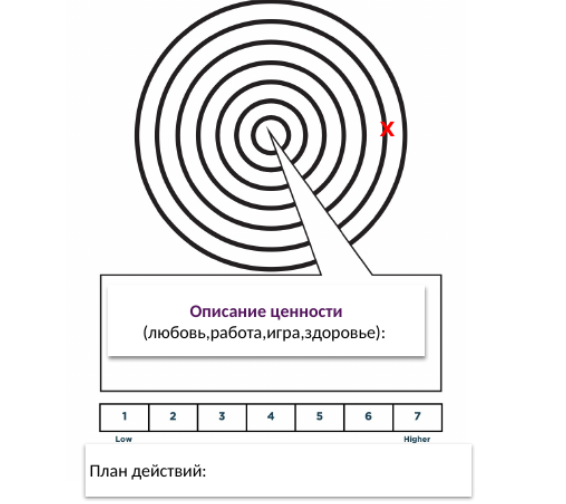 X
Описание ценности
(любовь,работа,игра,здоровье):
1 2 3 4 5 6 7
Low Higher
План действий: